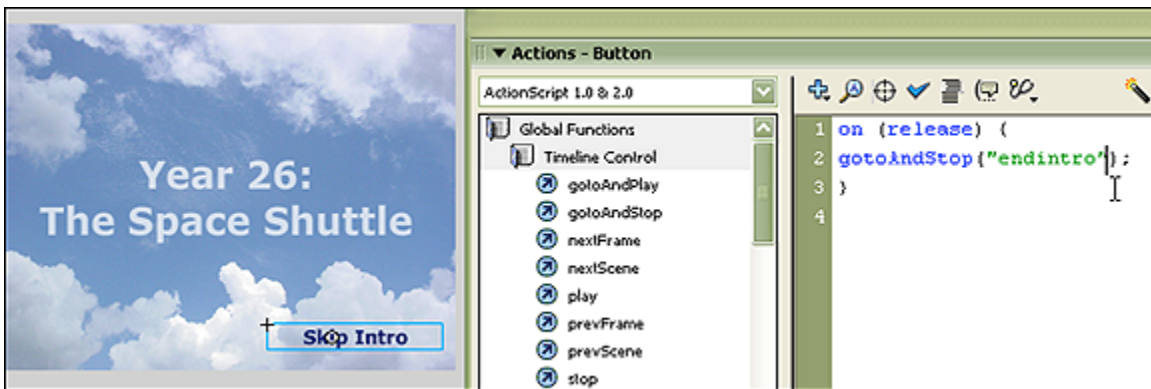 Year 26:
The Space Shuttle
Skip Intro
Actions - Button
ActionScript 1.0 & 2.0
Global Functions
Timeline Control
gotoAndPlay
gotoAndStop
nextFrame
nextScene
play
prevFrame
prevScene
stop
1 on (release) {
2 gotoAndStop("endintro");
3 }
4